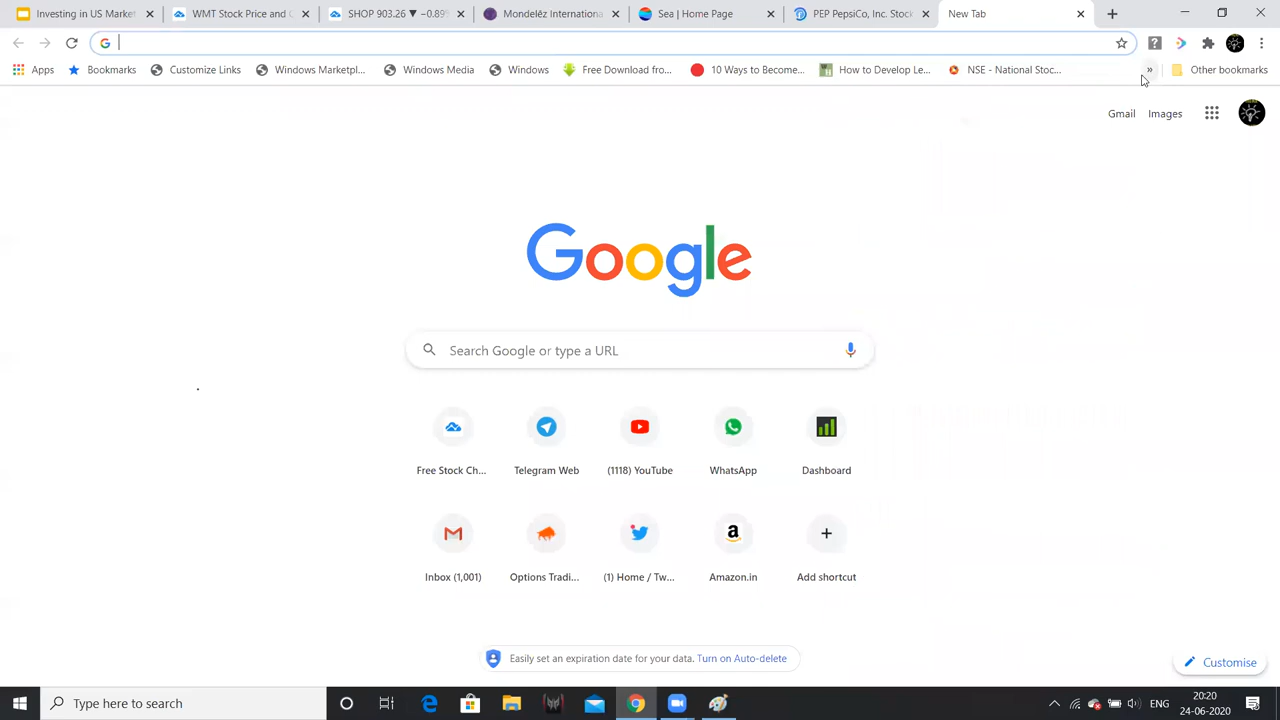 Investing in US Market
WMT Stock Price and C
SHOP 903.26 ▼ −0.89%
Mondelēz Internationa
Sea | Home Page
PEP PepsiCo, Inc. Stock
New Tab
Apps
Bookmarks
Customize Links
Windows Marketpl...
Windows Media
Windows
Free Download fro...
10 Ways to Become...
How to Develop Le...
NSE - National Stoc...
»
Other bookmarks
Gmail
Images
Google
Search Google or type a URL
Free Stock Ch...
Telegram Web
(1118) YouTube
WhatsApp
Dashboard
Inbox (1,001)
Options Tradi...
(1) Home / Tw...
Amazon.in
Add shortcut
Easily set an expiration date for your data. Turn on Auto-delete
Customise
Type here to search
ENG
20:20
24-06-2020